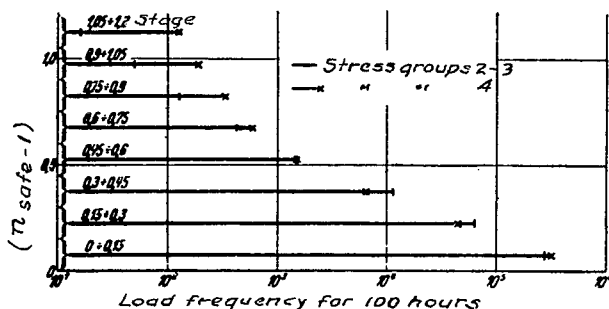 1,05÷1,2 Stage
1,0
0,9÷1,05
0,75÷0,9
Stress groups 2-3
" " 4
0,6÷0,75
0,45÷0,6
0,5
0,3÷0,45
0,15÷0,3
0÷0,15
0
(n safe-1)
10¹ 10² 10³ 10⁴ 10⁵
Load frequency for 100 hours